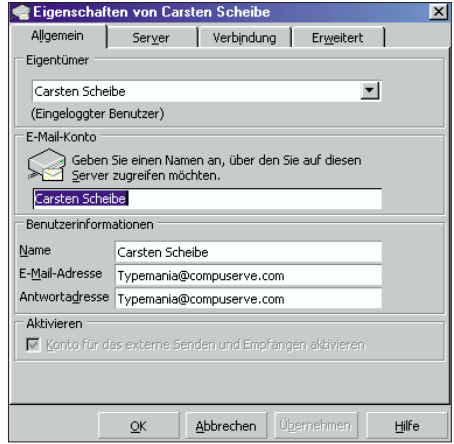 Eigenschaften von Carsten Scheibe
Allgemein Server Verbindung Erweitert
Eigentümer
Carsten Scheibe
(Eingeloggter Benutzer)
E-Mail-Konto
Geben Sie einen Namen an, über den Sie auf diesen
Server zugreifen möchten.
Carsten Scheibe
Benutzerinformationen
Name Carsten Scheibe
E-Mail-Adresse Typemania@compuserve.com
Antwortadresse Typemania@compuserve.com
Aktivieren
Konto für das externe Senden und Empfangen aktivieren
OK Abbrechen Übernehmen Hilfe